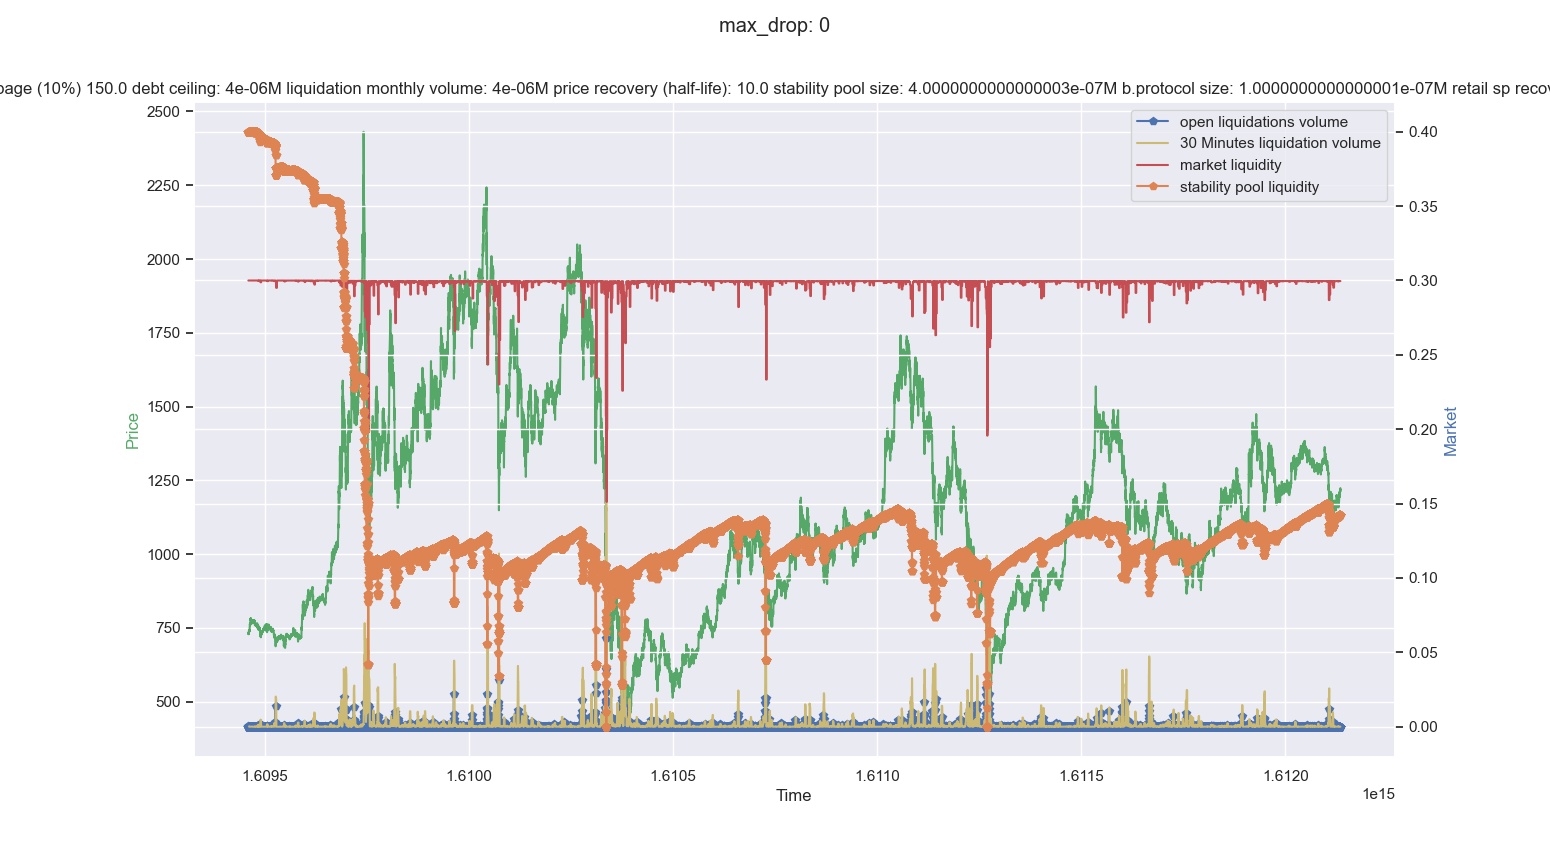 max_drop: 0
page (10%) 150.0 debt ceiling: 4e-06M liquidation monthly volume: 4e-06M price recovery (half-life): 10.0 stability pool size: 4.0000000000000003e-07M b.protocol size: 1.0000000000000001e-07M retail sp recov
open liquidations volume
30 Minutes liquidation volume
market liquidity
stability pool liquidity
2500
2250
2000
1750
1500
1250
1000
750
500
Price
0.40
0.35
0.30
0.25
0.20
0.15
0.10
0.05
0.00
Market
1.6095 1.6100 1.6105 1.6110 1.6115 1.6120
1e15
Time